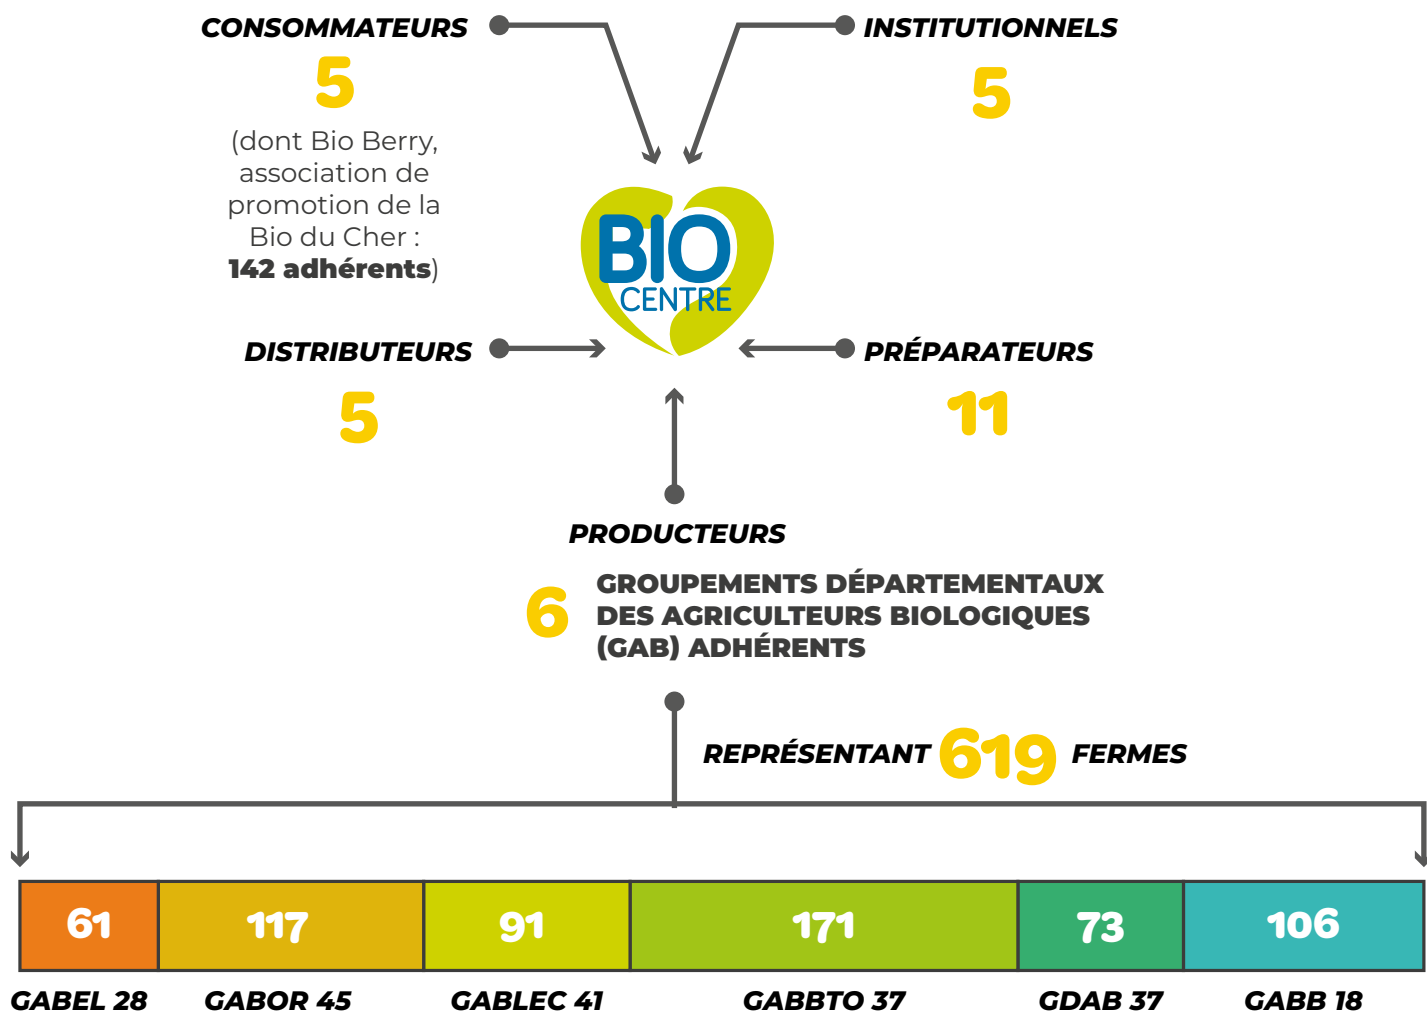 CONSOMMATEURS
5
(dont Bio Berry,
association de
promotion de la
Bio du Cher :
142 adhérents)
INSTITUTIONNELS
5
BIO
CENTRE
DISTRIBUTEURS
5
PRÉPARATEURS
11
PRODUCTEURS
6
GROUPEMENTS DÉPARTEMENTAUX
DES AGRICULTEURS BIOLOGIQUES
(GAB) ADHÉRENTS
REPRÉSENTANT 619 FERMES
61 117 91 171 73 106
GABEL 28 GABOR 45 GABLEC 41 GABBTO 37 GDAB 37 GABB 18